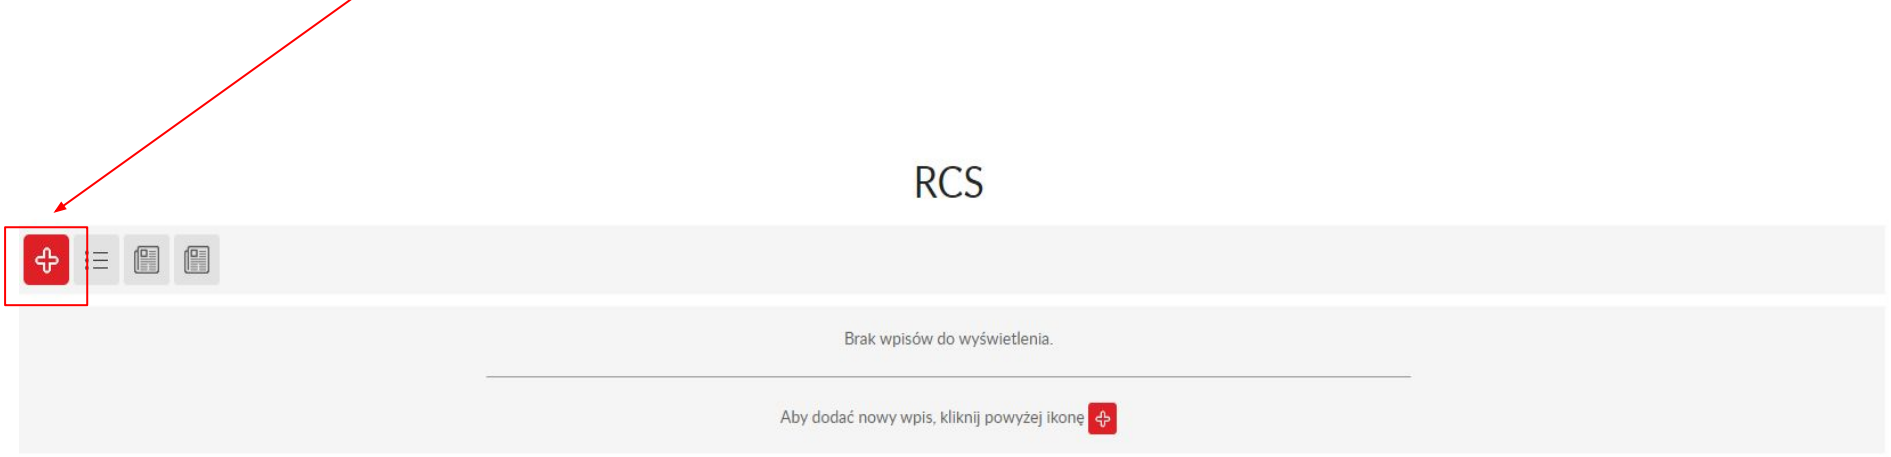 RCS
Brak wpisów do wyświetlenia.
Aby dodać nowy wpis, kliknij powyżej ikonę